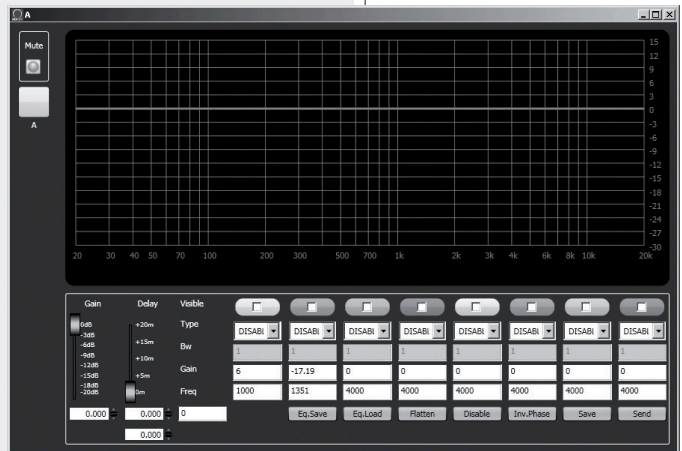 A
Mute
A
15
12
9
6
3
0
-3
-6
-9
-12
-15
-18
-21
-24
-27
-30
20 30 40 50 70 100 200 300 500 700 1k 2k 3k 4k 6k 8k 10k 20k
Gain Delay Visible
0dB
-3dB
-6dB
-9dB
-12dB
-15dB
-18dB
-20dB
+20m
+15m
+10m
+5m
0m
Type DISABL DISABL DISABL DISABL DISABL DISABL DISABL DISABL
Bw 1 1 1 1 1 1 1 1
Gain 6 -17.19 0 0 0 0 0 0
Freq 1000 1351 4000 4000 4000 4000 4000 4000
0.000 0.000 0 Eq.Save Eq.Load Flatten Disable Inv.Phase Save Send
0.000